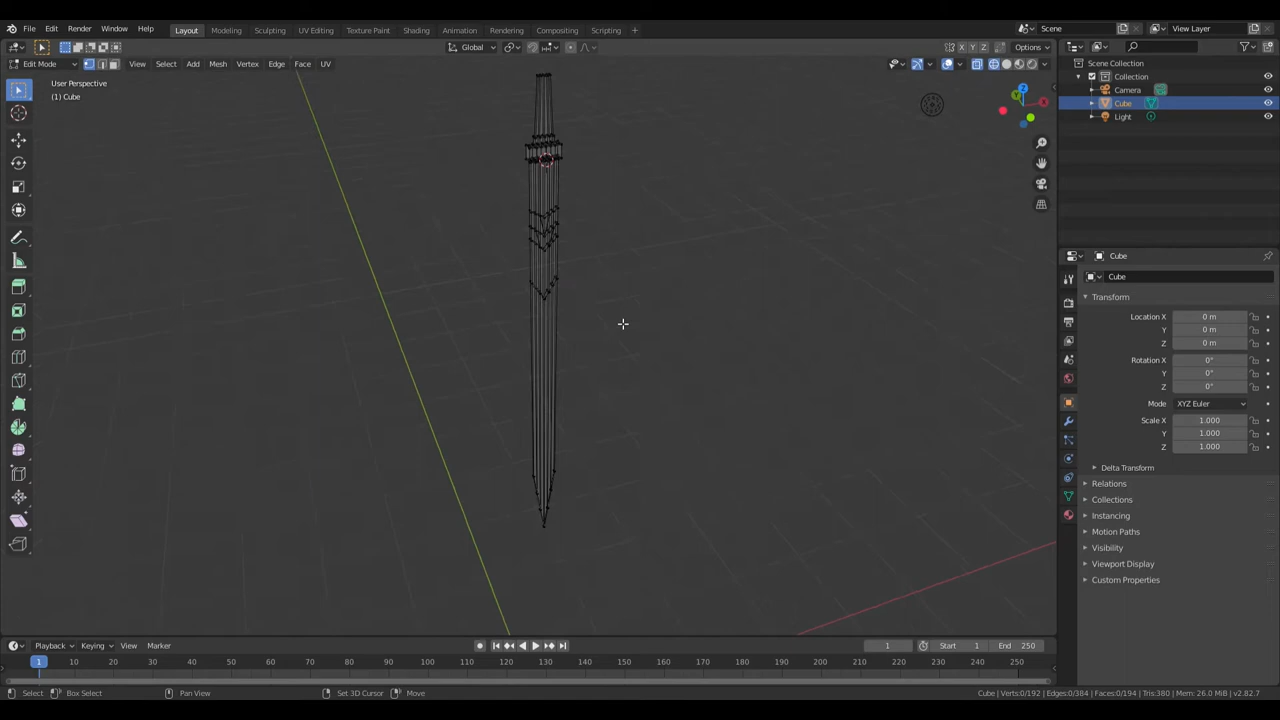 File Edit Render Window Help Layout Modeling Sculpting UV Editing Texture Paint Shading Animation Rendering Compositing Scripting + Scene View Layer
Global X Y Z Options
Edit Mode View Select Add Mesh Vertex Edge Face UV
User Perspective
(1) Cube
Scene Collection
Collection
Camera
Cube
Light
Z
Y
X
Cube
Cube
Transform
Location X 0 m
Y 0 m
Z 0 m
Rotation X 0°
Y 0°
Z 0°
Mode XYZ Euler
Scale X 1.000
Y 1.000
Z 1.000
Delta Transform
Relations
Collections
Instancing
Motion Paths
Visibility
Viewport Display
Custom Properties
Playback Keying View Marker 1 Start 1 End 250
1 10 20 30 40 50 60 70 80 90 100 110 120 130 140 150 160 170 180 190 200 210 220 230 240 250
Select Box Select Pan View Set 3D Cursor Move Cube | Verts:0/192 | Edges:0/384 | Faces:0/194 | Tris:380 | Mem: 26.0 MiB | v2.82.7